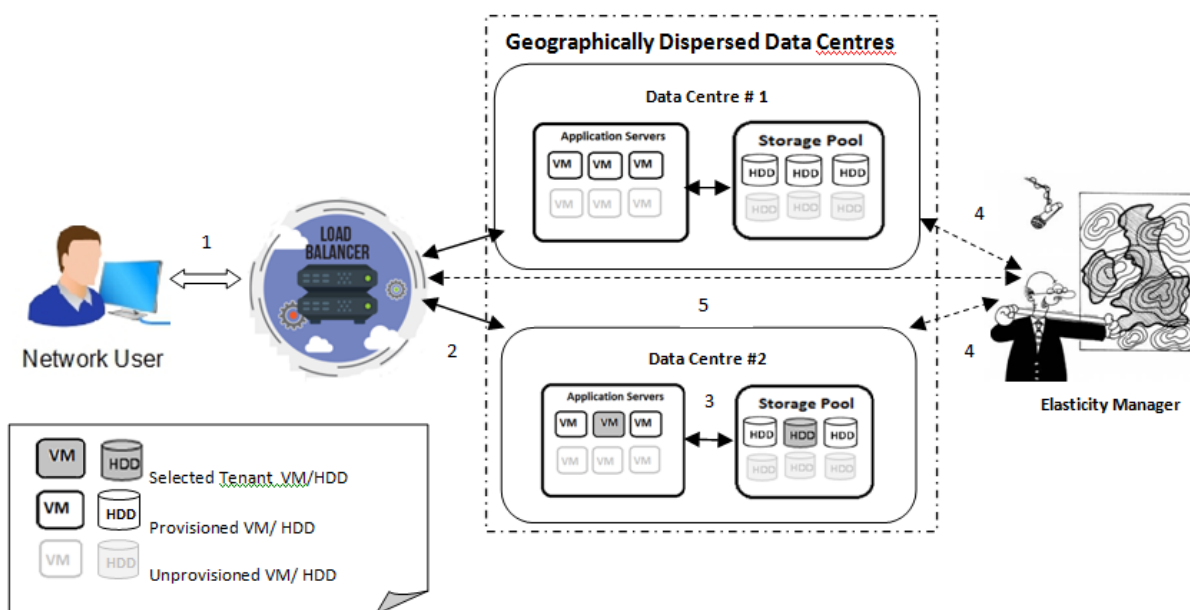 Geographically Dispersed Data Centres
Data Centre # 1
Application Servers
VM VM VM
VM VM VM
Storage Pool
HDD HDD HDD
HDD HDD HDD
1
LOAD
BALANCER
Network User
2
4
5
4
Data Centre #2
Application Servers
VM VM VM
VM VM VM
3
Storage Pool
HDD HDD HDD
HDD HDD HDD
Elasticity Manager
VM HDD Selected Tenant VM/HDD
VM HDD Provisioned VM/ HDD
VM HDD Unprovisioned VM/ HDD